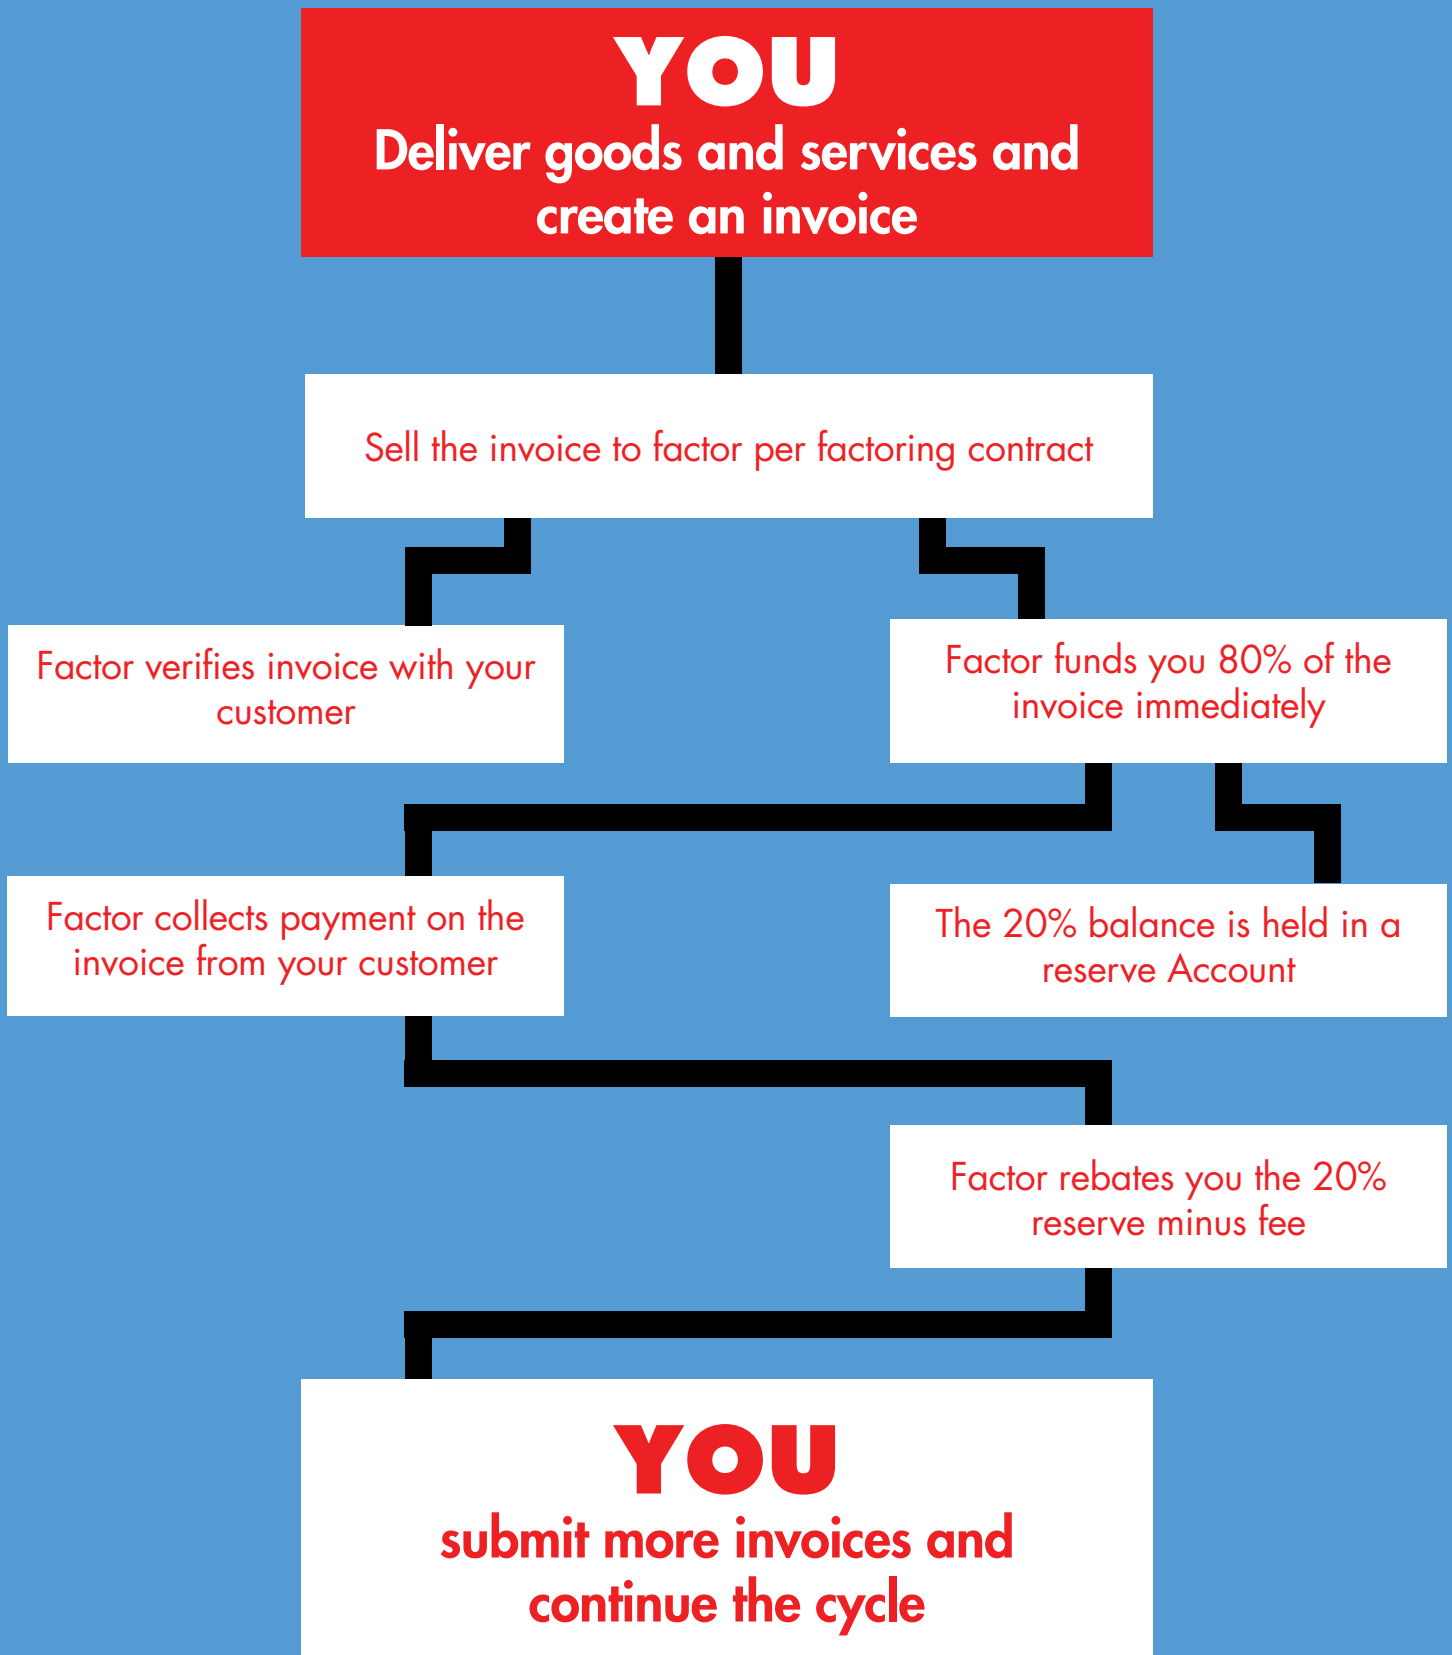 YOU
Deliver goods and services and
create an invoice
Sell the invoice to factor per factoring contract
Factor verifies invoice with your
customer
Factor funds you 80% of the
invoice immediately
Factor collects payment on the
invoice from your customer
The 20% balance is held in a
reserve Account
Factor rebates you the 20%
reserve minus fee
YOU
submit more invoices and
continue the cycle